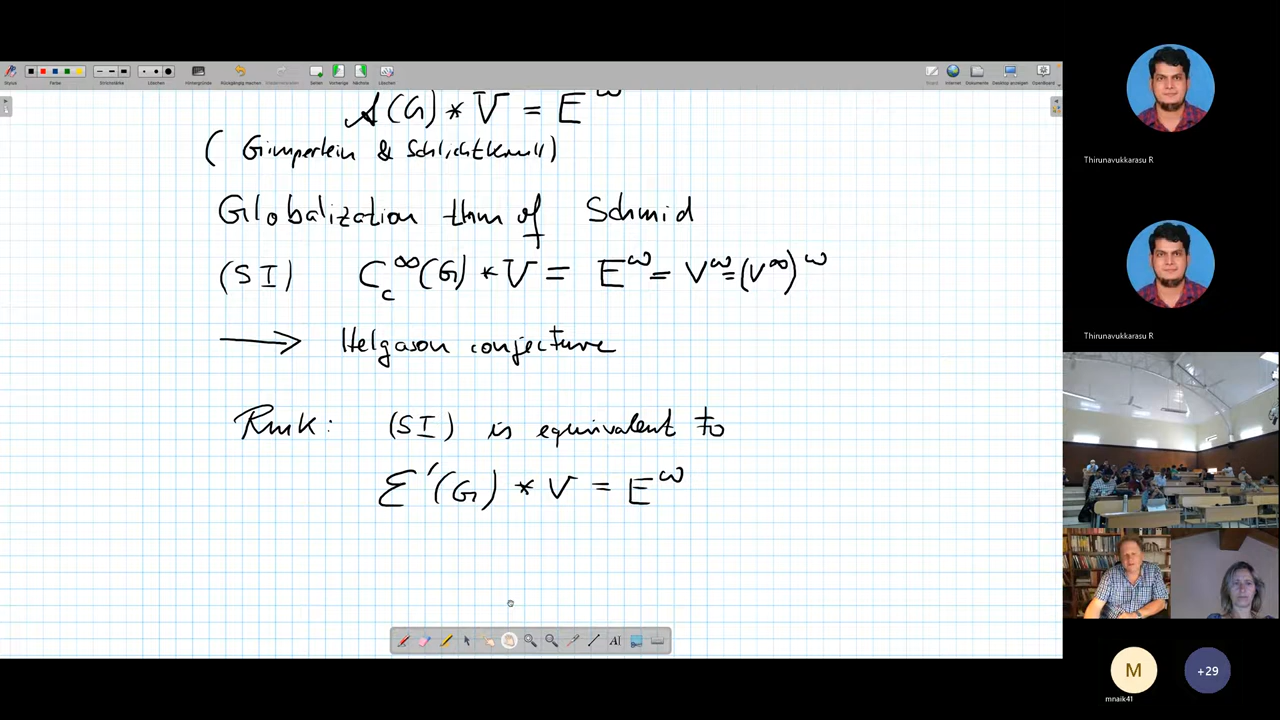 𝒜(G) * V = E^ω
( Gimperlein & Schlichtkrull)
Globalization thm of Schmid
(SI) C_c^∞(G) * V = E^ω = V^ω = (V^∞)^ω
⟶ Helgason conjecture
Rmk: (SI) is equivalent to
ℰ'(G) * V = E^ω
Thirunavukkarasu R
Thirunavukkarasu R
M
+29
mnaik41